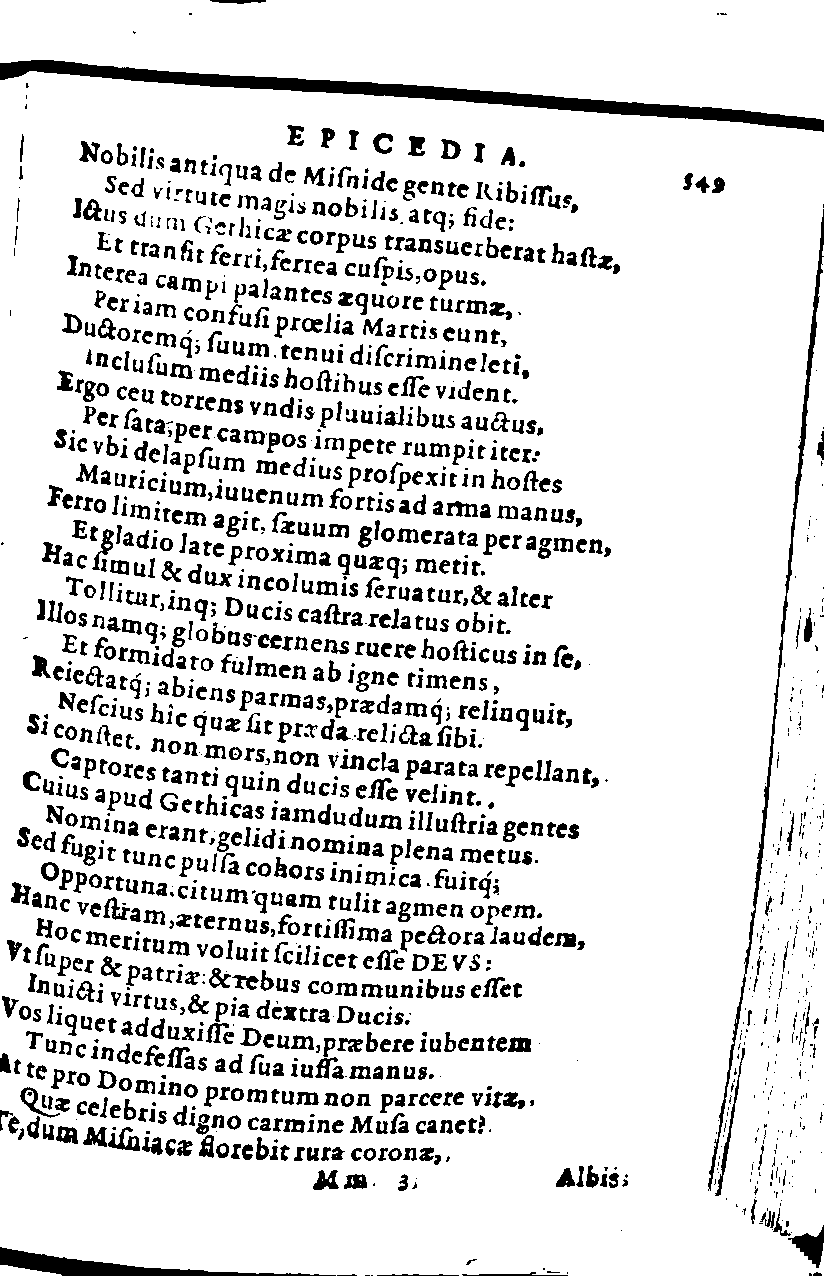 EPICEDIA.
549
Nobilis antiqua de Miſnide gente Ribiſſus,
Sed virtute magis nobilis, atq; fide:
Ictus dum Gethicæ corpus transuerberat haſtæ,
Et tranſit ferri, ferrea cuſpis, opus.
Interea campi palantes æquore turmæ,
Per iam confuſi prœlia Martis eunt,
Ductoremq́; ſuum tenui diſcrimine leti,
Incluſum mediis hoſtibus eſſe vident.
Ergo ceu torrens vndis pluuialibus auctus,
Per ſata, per campos impete rumpit iter:
Sic vbi delapſum medius proſpexit in hoſtes
Mauricium, iuuenum fortis ad arma manus,
Ferro limitem agit, ſæuum glomerata per agmen,
Et gladio late proxima quæq; metit.
Hac ſimul & dux incolumis ſeruatur, & alter
Tollitur, inq; Ducis caſtra relatus obit.
Illos namq; globus cernens ruere hoſticus in ſe,
Et formidato fulmen ab igne timens,
Reiectatq́; abiens parmas, prædamq́; relinquit,
Neſcius hic quæ ſit præda relicta ſibi.
Si conſtet. non mors, non vincla parata repellant,
Captores tanti quin ducis eſſe velint.
Cuius apud Gethicas iamdudum illuſtria gentes
Nomina erant, gelidi nomina plena metus.
Sed fugit tunc pulſa cohors inimica. fuitq́;
Opportuna, citum quam tulit agmen opem.
Hanc veſtram, æternus, fortiſſima pectora laudem,
Hoc meritum voluit ſcilicet eſſe DEVS:
Vt ſuper & patriæ: & rebus communibus eſſet
Inuicti virtus, & pia dextra Ducis.
Vos liquet adduxiſſe Deum, præbere iubentem
Tunc indefeſſas ad ſua iuſſa manus.
At te pro Domino promtum non parcere vitæ,
Quæ celebris digno carmine Muſa canet?
Te, dum Miſniacæ florebit rura coronæ,
Mm 3
Albis;